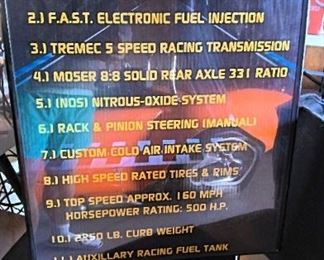 2.) F.A.S.T. ELECTRONIC FUEL INJECTION
3.) TREMEC 5 SPEED RACING TRANSMISSION
4.) MOSER 8:8 SOLID REAR AXLE 331 RATIO
5.) (NOS) NITROUS-OXIDE SYSTEM
6.) RACK & PINION STEERING (MANUAL)
7.) CUSTOM COLD AIR INTAKE SYSTEM
8.) HIGH SPEED RATED TIRES & RIMS
9.) TOP SPEED APPROX. 160 MPH
HORSEPOWER RATING: 500 H.P.
10.) 2250 LB. CURB WEIGHT
11.) AUXILLARY RACING FUEL TANK